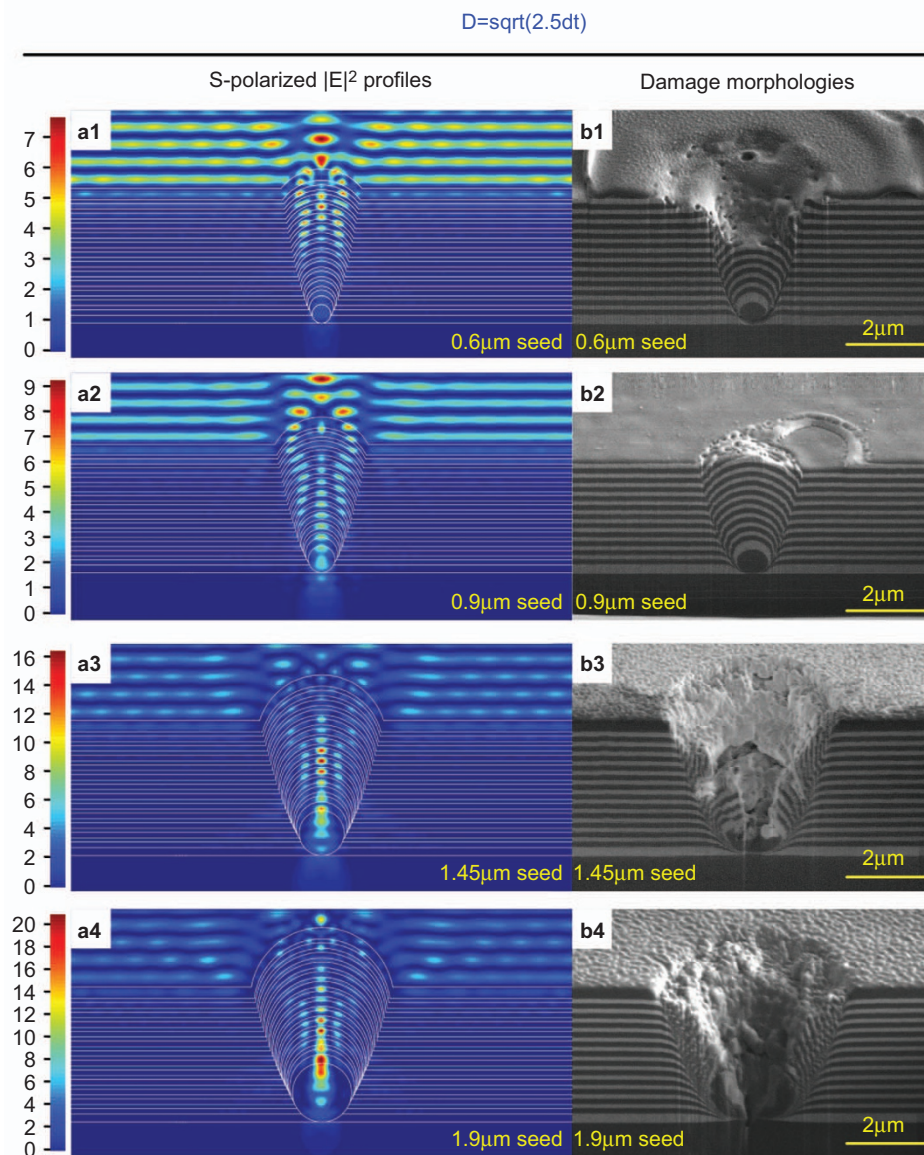 D=sqrt(2.5dt)
S-polarized |E|² profiles
Damage morphologies
a1
7
6
5
4
3
2
1
0
0.6μm seed
b1
0.6μm seed
2μm
a2
9
8
7
6
5
4
3
2
1
0
0.9μm seed
b2
0.9μm seed
2μm
a3
16
14
12
10
8
6
4
2
0
1.45μm seed
b3
1.45μm seed
2μm
a4
20
18
16
14
12
10
8
6
4
2
0
1.9μm seed
b4
1.9μm seed
2μm